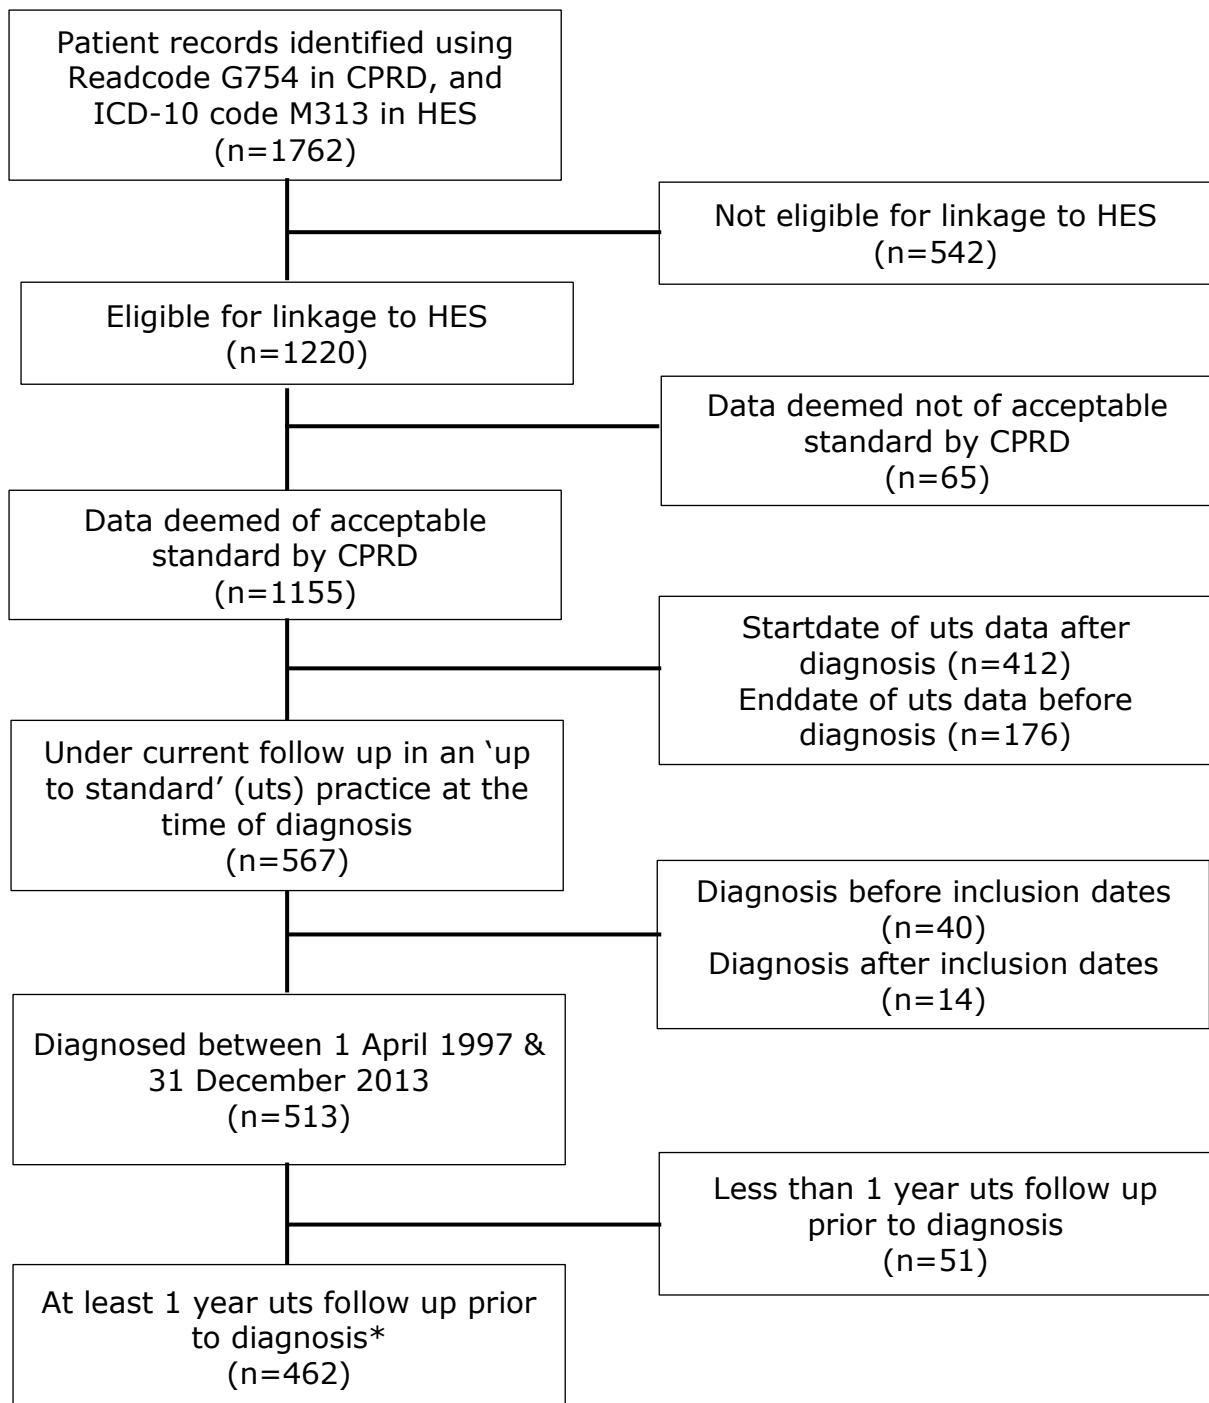 Patient records identified using
Readcode G754 in CPRD, and
ICD-10 code M313 in HES
(n=1762)
Not eligible for linkage to HES
(n=542)
Eligible for linkage to HES
(n=1220)
Data deemed not of acceptable
standard by CPRD
(n=65)
Data deemed of acceptable
standard by CPRD
(n=1155)
Startdate of uts data after
diagnosis (n=412)
Enddate of uts data before
diagnosis (n=176)
Under current follow up in an ‘up
to standard’ (uts) practice at the
time of diagnosis
(n=567)
Diagnosis before inclusion dates
(n=40)
Diagnosis after inclusion dates
(n=14)
Diagnosed between 1 April 1997 &
31 December 2013
(n=513)
Less than 1 year uts follow up
prior to diagnosis
(n=51)
At least 1 year uts follow up prior
to diagnosis*
(n=462)